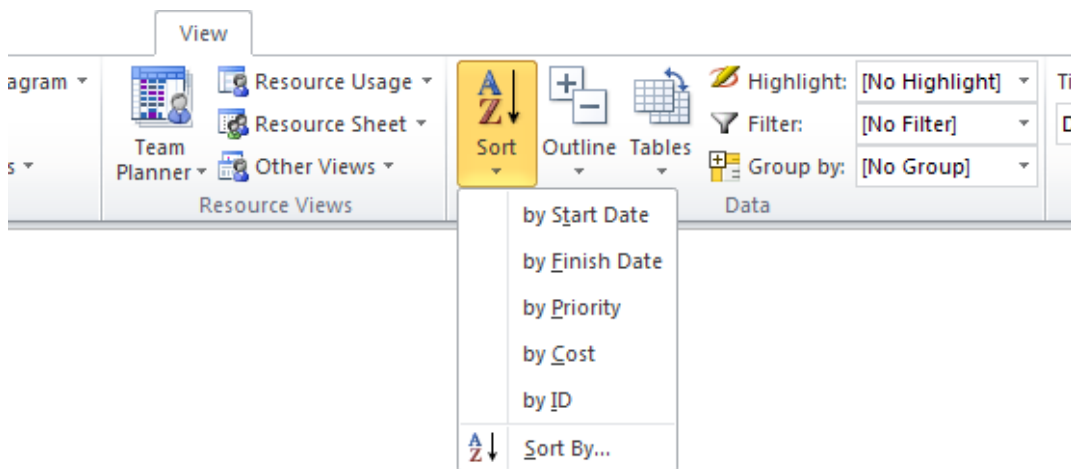 View
agram
Resource Usage
Resource Sheet
Other Views
Team
Planner
Resource Views
s
A
Z
Sort
Outline
Tables
Highlight: [No Highlight]
Filter: [No Filter]
Group by: [No Group]
Data
Ti
D
by Start Date
by Finish Date
by Priority
by Cost
by ID
A
Z
Sort By...